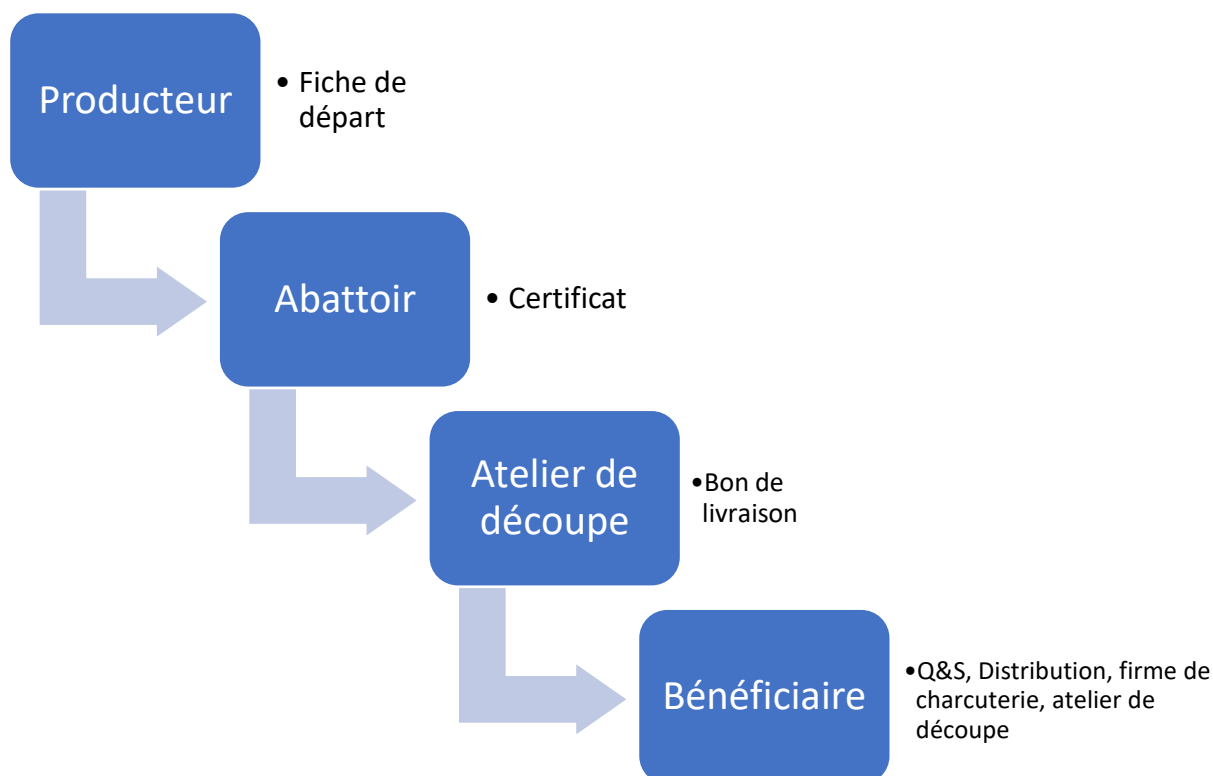 Producteur
• Fiche de
départ
Abattoir
• Certificat
Atelier de
découpe
•Bon de
livraison
Bénéficiaire
•Q&S, Distribution, firme de
charcuterie, atelier de
découpe